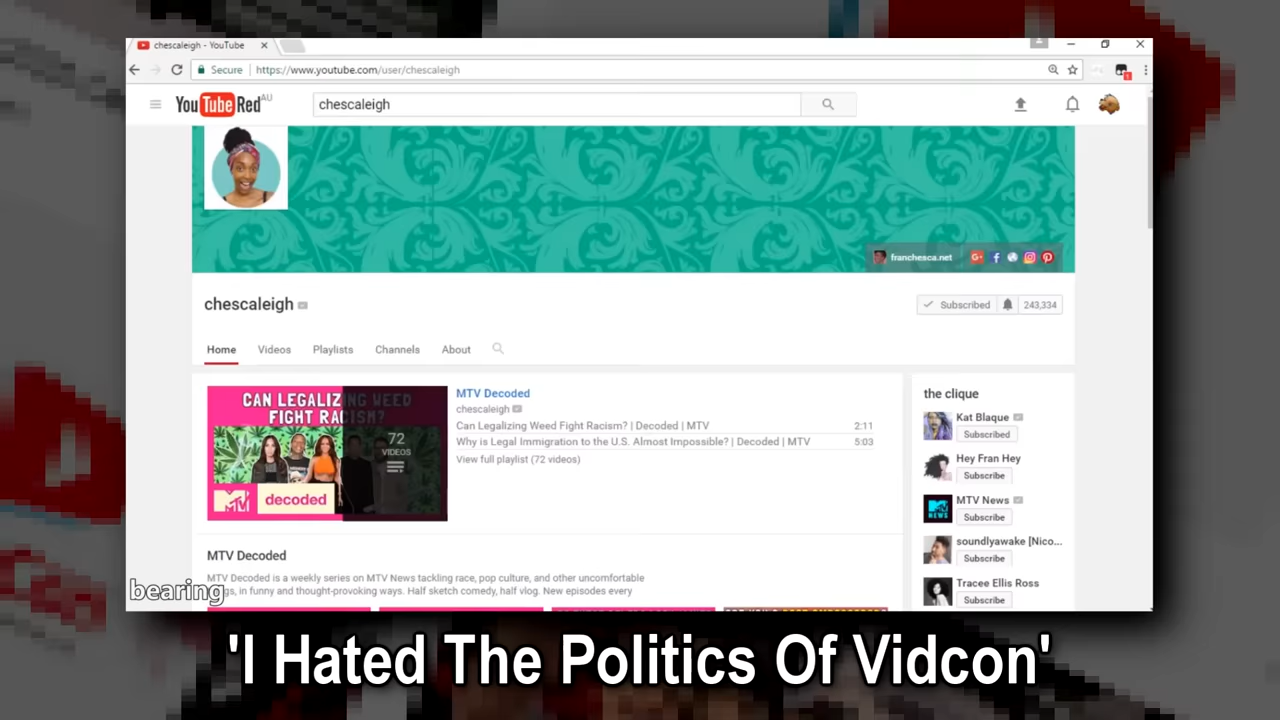 chescaleigh - YouTube
Secure https://www.youtube.com/user/chescaleigh
YouTube Red AU
chescaleigh
franchesca.net
chescaleigh
Subscribed 243,334
Home Videos Playlists Channels About
CAN LEGALIZING WEED
FIGHT RACISM?
72
VIDEOS
decoded
MTV Decoded
chescaleigh
Can Legalizing Weed Fight Racism? | Decoded | MTV 2:11
Why is Legal Immigration to the U.S. Almost Impossible? | Decoded | MTV 5:03
View full playlist (72 videos)
the clique
Kat Blaque
Subscribed
Hey Fran Hey
Subscribe
MTV News
Subscribe
soundlyawake [Nico...
Subscribe
Tracee Ellis Ross
Subscribe
MTV Decoded
MTV Decoded is a weekly series on MTV News tackling race, pop culture, and other uncomfortable
gs, in funny and thought-provoking ways. Half sketch comedy, half vlog. New episodes every
bearing
'I Hated The Politics Of Vidcon'